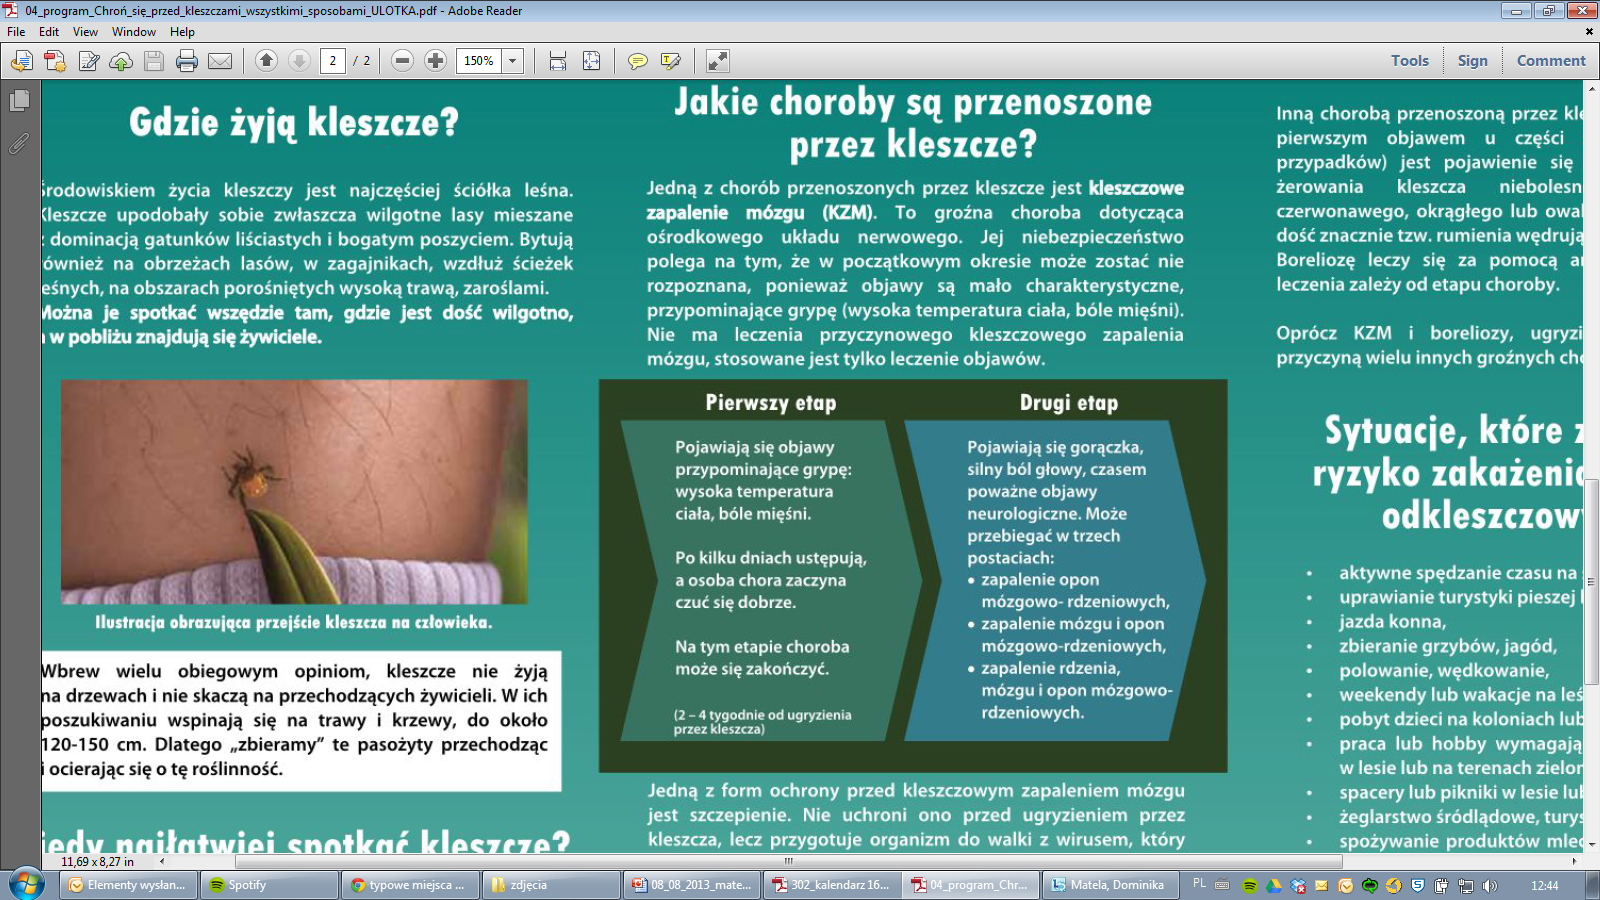 04_program_Chroń_się_przed_kleszczami_wszystkimi_sposobami_ULOTKA.pdf - Adobe Reader
File Edit View Window Help
2 / 2
150%
Tools Sign Comment
Gdzie żyją kleszcze?
Środowiskiem życia kleszczy jest najczęściej ściółka leśna.
Kleszcze upodobały sobie zwłaszcza wilgotne lasy mieszane
z dominacją gatunków liściastych i bogatym poszyciem. Bytują
również na obrzeżach lasów, w zagajnikach, wzdłuż ścieżek
leśnych, na obszarach porośniętych wysoką trawą, zaroślami.
Można je spotkać wszędzie tam, gdzie jest dość wilgotno,
a w pobliżu znajdują się żywiciele.
Ilustracja obrazująca przejście kleszcza na człowieka.
Wbrew wielu obiegowym opiniom, kleszcze nie żyją
na drzewach i nie skaczą na przechodzących żywicieli. W ich
poszukiwaniu wspinają się na trawy i krzewy, do około
120-150 cm. Dlatego „zbieramy” te pasożyty przechodząc
i ocierając się o tę roślinność.
iedy najłatwiej spotkać kleszcze?
Jakie choroby są przenoszone
przez kleszcze?
Jedną z chorób przenoszonych przez kleszcze jest kleszczowe
zapalenie mózgu (KZM). To groźna choroba dotycząca
ośrodkowego układu nerwowego. Jej niebezpieczeństwo
polega na tym, że w początkowym okresie może zostać nie
rozpoznana, ponieważ objawy są mało charakterystyczne,
przypominające grypę (wysoka temperatura ciała, bóle mięśni).
Nie ma leczenia przyczynowego kleszczowego zapalenia
mózgu, stosowane jest tylko leczenie objawów.
Pierwszy etap
Pojawiają się objawy
przypominające grypę:
wysoka temperatura
ciała, bóle mięśni.
Po kilku dniach ustępują,
a osoba chora zaczyna
czuć się dobrze.
Na tym etapie choroba
może się zakończyć.
(2 – 4 tygodnie od ugryzienia
przez kleszcza)
Drugi etap
Pojawiają się gorączka,
silny ból głowy, czasem
poważne objawy
neurologiczne. Może
przebiegać w trzech
postaciach:
• zapalenie opon
mózgowo- rdzeniowych,
• zapalenie mózgu i opon
mózgowo-rdzeniowych,
• zapalenie rdzenia,
mózgu i opon mózgowo-
rdzeniowych.
Jedną z form ochrony przed kleszczowym zapaleniem mózgu
jest szczepienie. Nie uchroni ono przed ugryzieniem przez
kleszcza, lecz przygotuje organizm do walki z wirusem, który
Inną chorobą przenoszoną przez kle
pierwszym objawem u części
przypadków) jest pojawienie się
żerowania kleszcza niebolesn
czerwonawego, okrągłego lub owal
dość znacznie tzw. rumienia wędrują
Boreliozę leczy się za pomocą an
leczenia zależy od etapu choroby.
Oprócz KZM i boreliozy, ugryzi
przyczyną wielu innych groźnych cho
Sytuacje, które z
ryzyko zakażenia
odkleszczow
• aktywne spędzanie czasu na
• uprawianie turystyki pieszej
• jazda konna,
• zbieranie grzybów, jagód,
• polowanie, wędkowanie,
• weekendy lub wakacje na leś
• pobyt dzieci na koloniach lub
• praca lub hobby wymagają
w lesie lub na terenach zielon
• spacery lub pikniki w lesie lub
• żeglarstwo śródlądowe, turys
• spożywanie produktów mlec
11,69 x 8,27 in
Elementy wysłan... Spotify typowe miejsca ... zdjęcia 08_08_2013_mate... 302_kalendarz 16... 04_program_Chr... Matela, Dominika PL 12:44